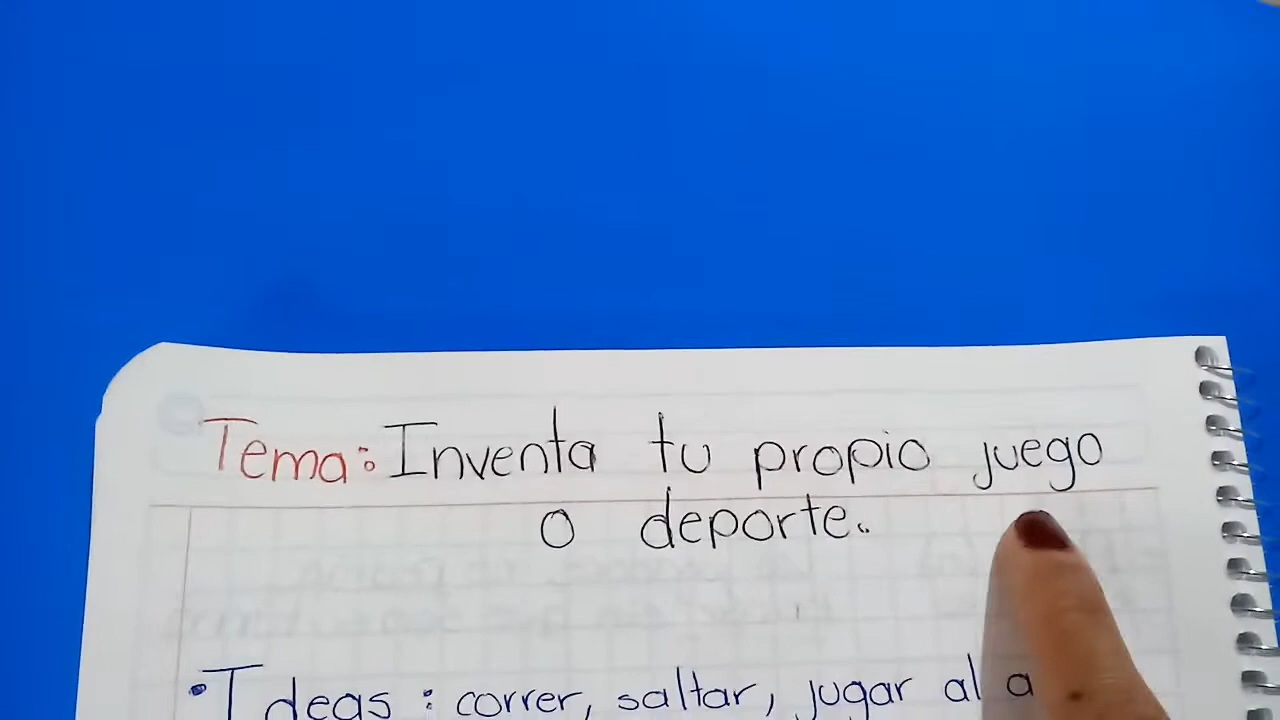 Tema: Inventa tu propio juego
o deporte.
• Ideas: correr, saltar, jugar al a